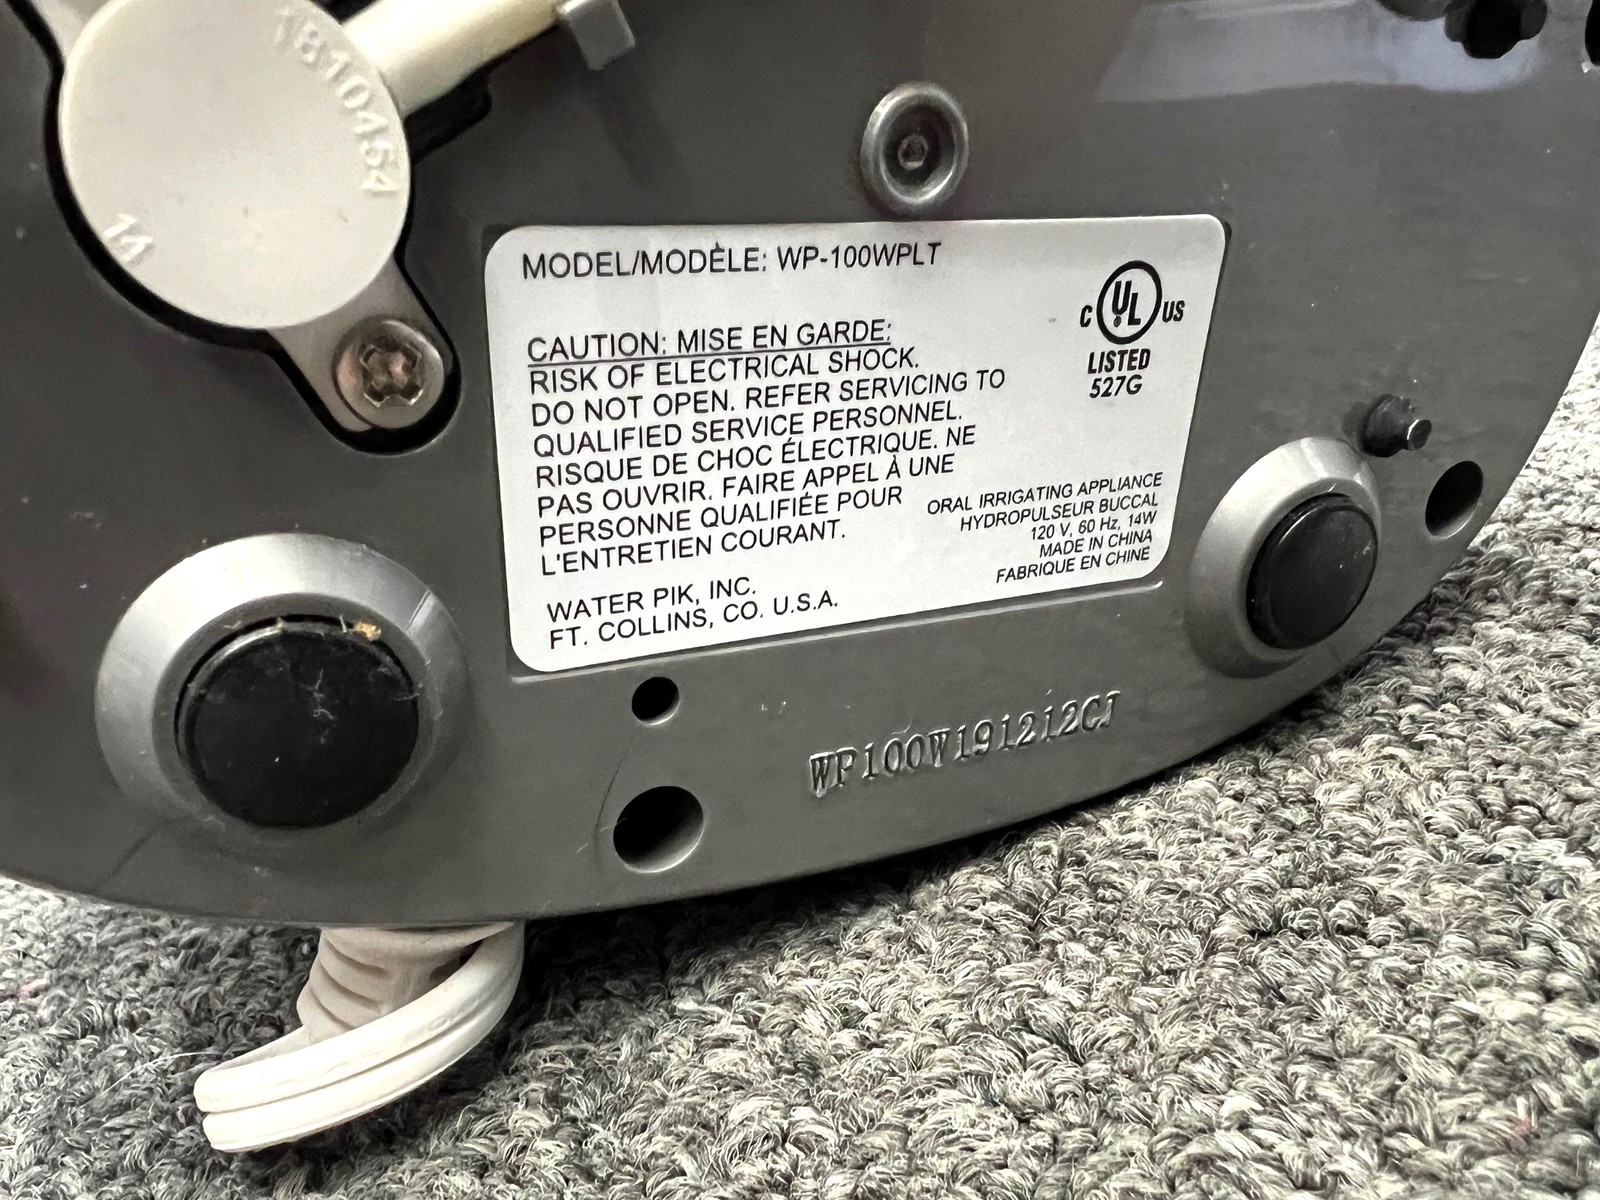 7810454
14
MODEL/MODÈLE: WP-100WPLT
CAUTION: MISE EN GARDE:
RISK OF ELECTRICAL SHOCK.
DO NOT OPEN. REFER SERVICING TO
QUALIFIED SERVICE PERSONNEL.
RISQUE DE CHOC ÉLECTRIQUE. NE
PAS OUVRIR. FAIRE APPEL À UNE
PERSONNE QUALIFIÉE POUR
L'ENTRETIEN COURANT.
WATER PIK, INC.
FT. COLLINS, CO. U.S.A.
C UL US
LISTED
527G
ORAL IRRIGATING APPLIANCE
HYDROPULSEUR BUCCAL
120 V, 60 Hz, 14W
MADE IN CHINA
FABRIQUE EN CHINE
WP100W191212CJ